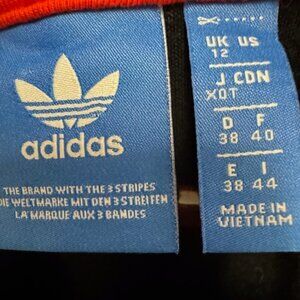 adidas
THE BRAND WITH THE 3 STRIPES
DIE WELTMARKE MIT DEN 3 STREIFEN
LA MARQUE AUX 3 BANDES
UK US
12
J CDN
XOT
D F
38 40
E I
38 44
MADE IN
VIETNAM